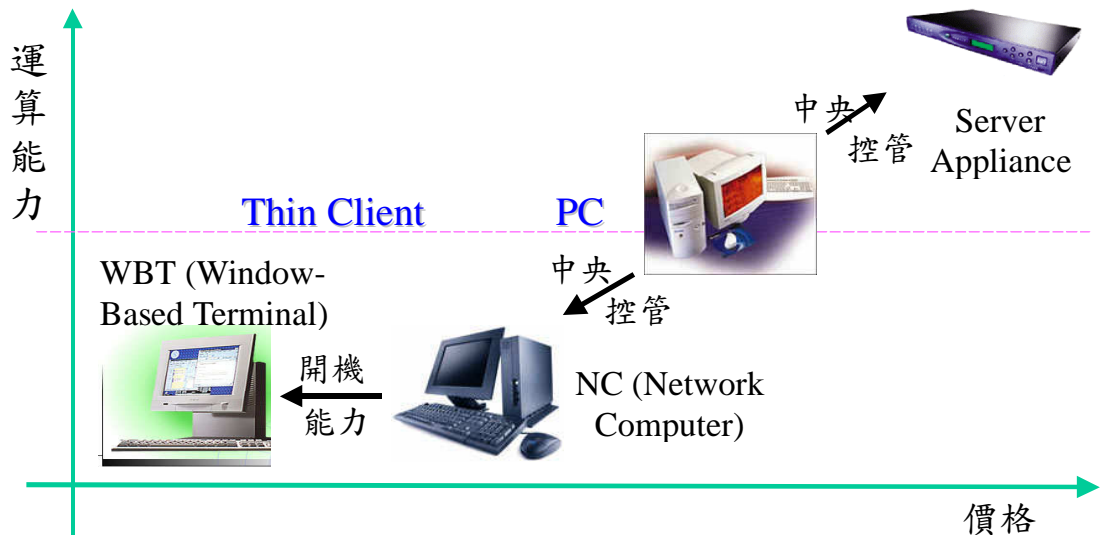 運算能力
中央
控管
Server
Appliance
Thin Client
PC
WBT (Window-
Based Terminal)
中央
控管
開機
能力
NC (Network
Computer)
價格